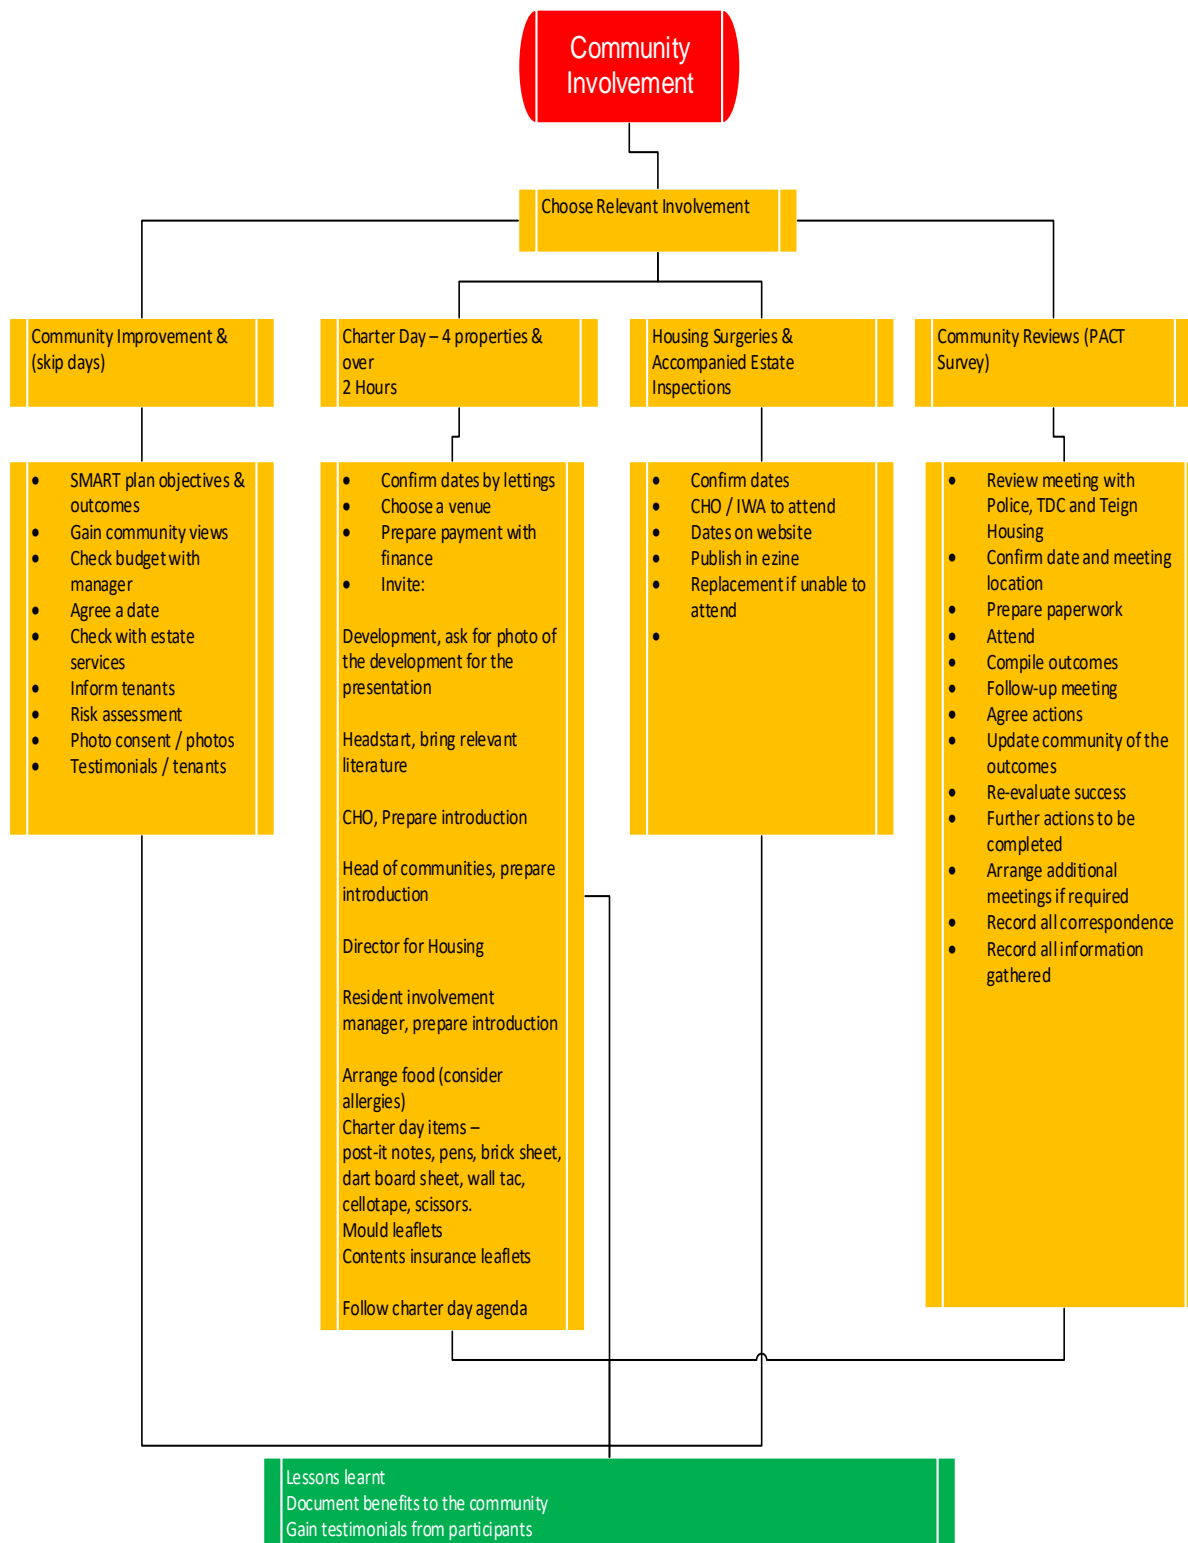 Community
Involvement
Choose Relevant Involvement
Community Improvement &
(skip days)
Charter Day – 4 properties &
over
2 Hours
Housing Surgeries &
Accompanied Estate
Inspections
Community Reviews (PACT
Survey)
• SMART plan objectives &
outcomes
• Gain community views
• Check budget with
manager
• Agree a date
• Check with estate
services
• Inform tenants
• Risk assessment
• Photo consent / photos
• Testimonials / tenants
• Confirm dates by lettings
• Choose a venue
• Prepare payment with
finance
• Invite:
Development, ask for photo of
the development for the
presentation
Headstart, bring relevant
literature
CHO, Prepare introduction
Head of communities, prepare
introduction
Director for Housing
Resident involvement
manager, prepare introduction
Arrange food (consider
allergies)
Charter day items –
post-it notes, pens, brick sheet,
dart board sheet, wall tac,
cellotape, scissors.
Mould leaflets
Contents insurance leaflets
Follow charter day agenda
• Confirm dates
• CHO / IWA to attend
• Dates on website
• Publish in ezine
• Replacement if unable to
attend
•
• Review meeting with
Police, TDC and Teign
Housing
• Confirm date and meeting
location
• Prepare paperwork
• Attend
• Compile outcomes
• Follow-up meeting
• Agree actions
• Update community of the
outcomes
• Re-evaluate success
• Further actions to be
completed
• Arrange additional
meetings if required
• Record all correspondence
• Record all information
gathered
Lessons learnt
Document benefits to the community
Gain testimonials from participants